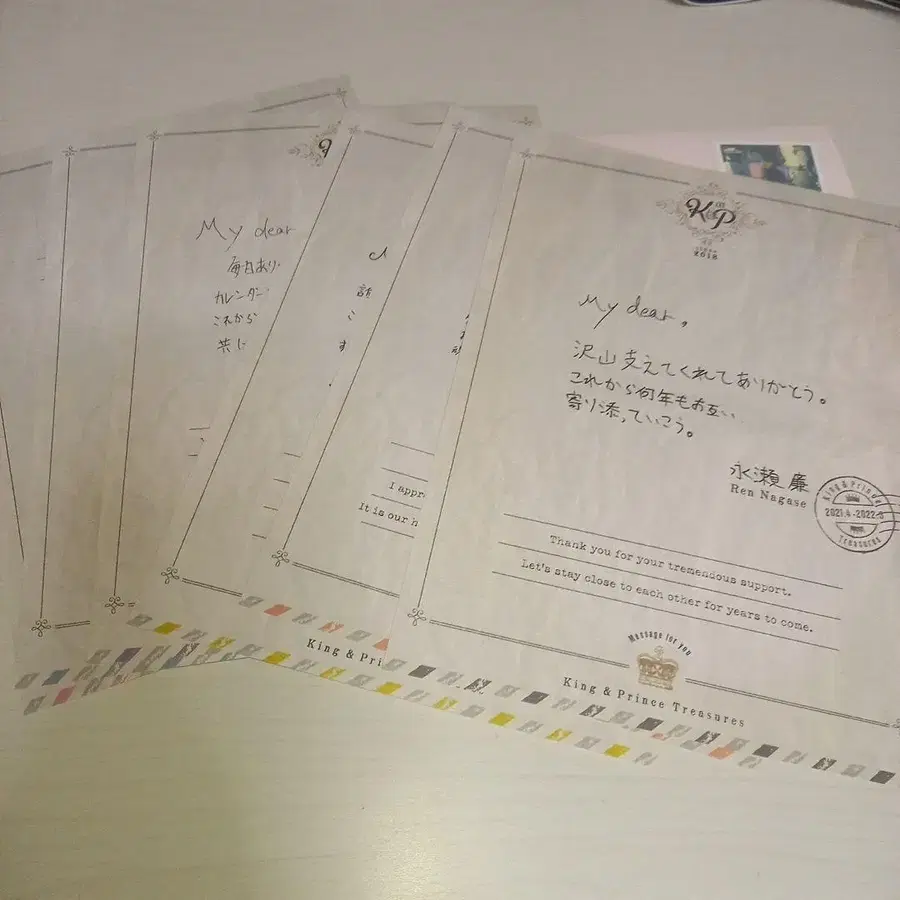 My dear
毎日あり
カレンダ
これから
共に
I appr
It is our h
King & Pri
K&P
2018
My dear,
沢山支えてくれてありがとう。
これから何年もお互い
寄り添っていこう。
永瀬廉
Ren Nagase
King & Prince
2021.4-2022.3
Treasures
Thank you for your tremendous support.
Let's stay close to each other for years to come.
Message for you
King & Prince Treasures